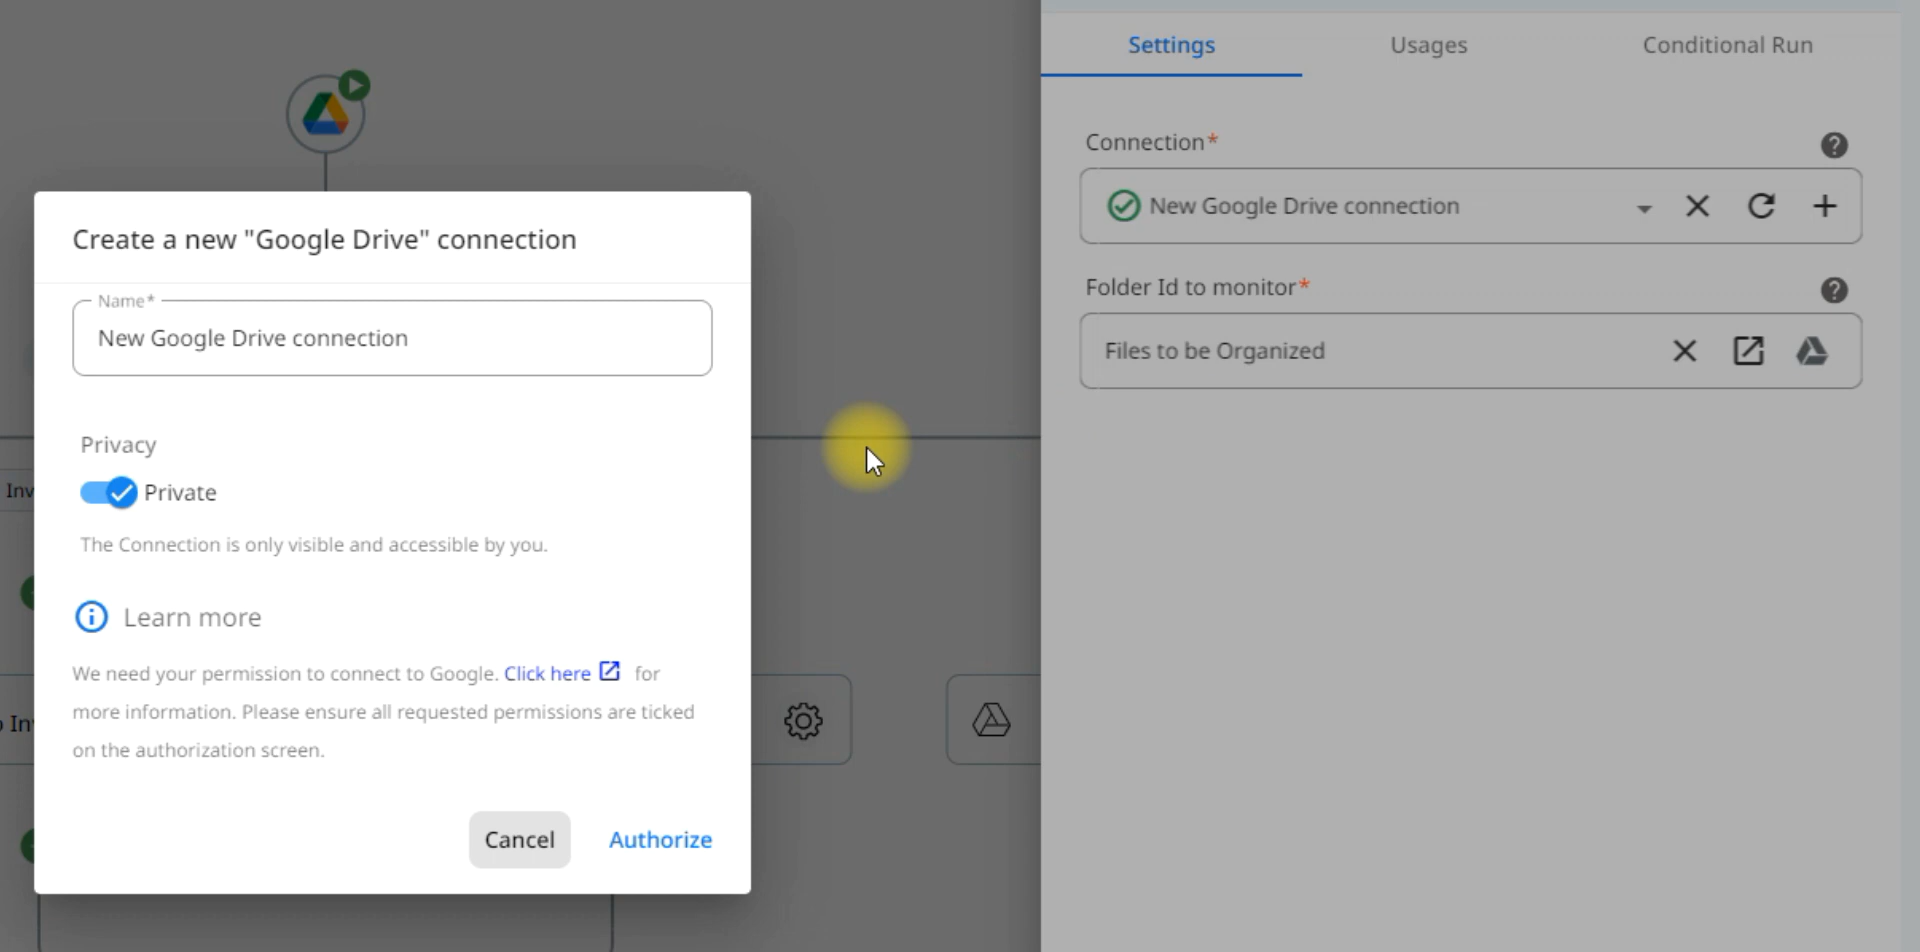 Settings
Usages
Conditional Run
Connection*
New Google Drive connection
Folder Id to monitor*
Files to be Organized
Create a new "Google Drive" connection
Name*
New Google Drive connection
Privacy
Private
The Connection is only visible and accessible by you.
Learn more
We need your permission to connect to Google. Click here for
more information. Please ensure all requested permissions are ticked
on the authorization screen.
Cancel
Authorize